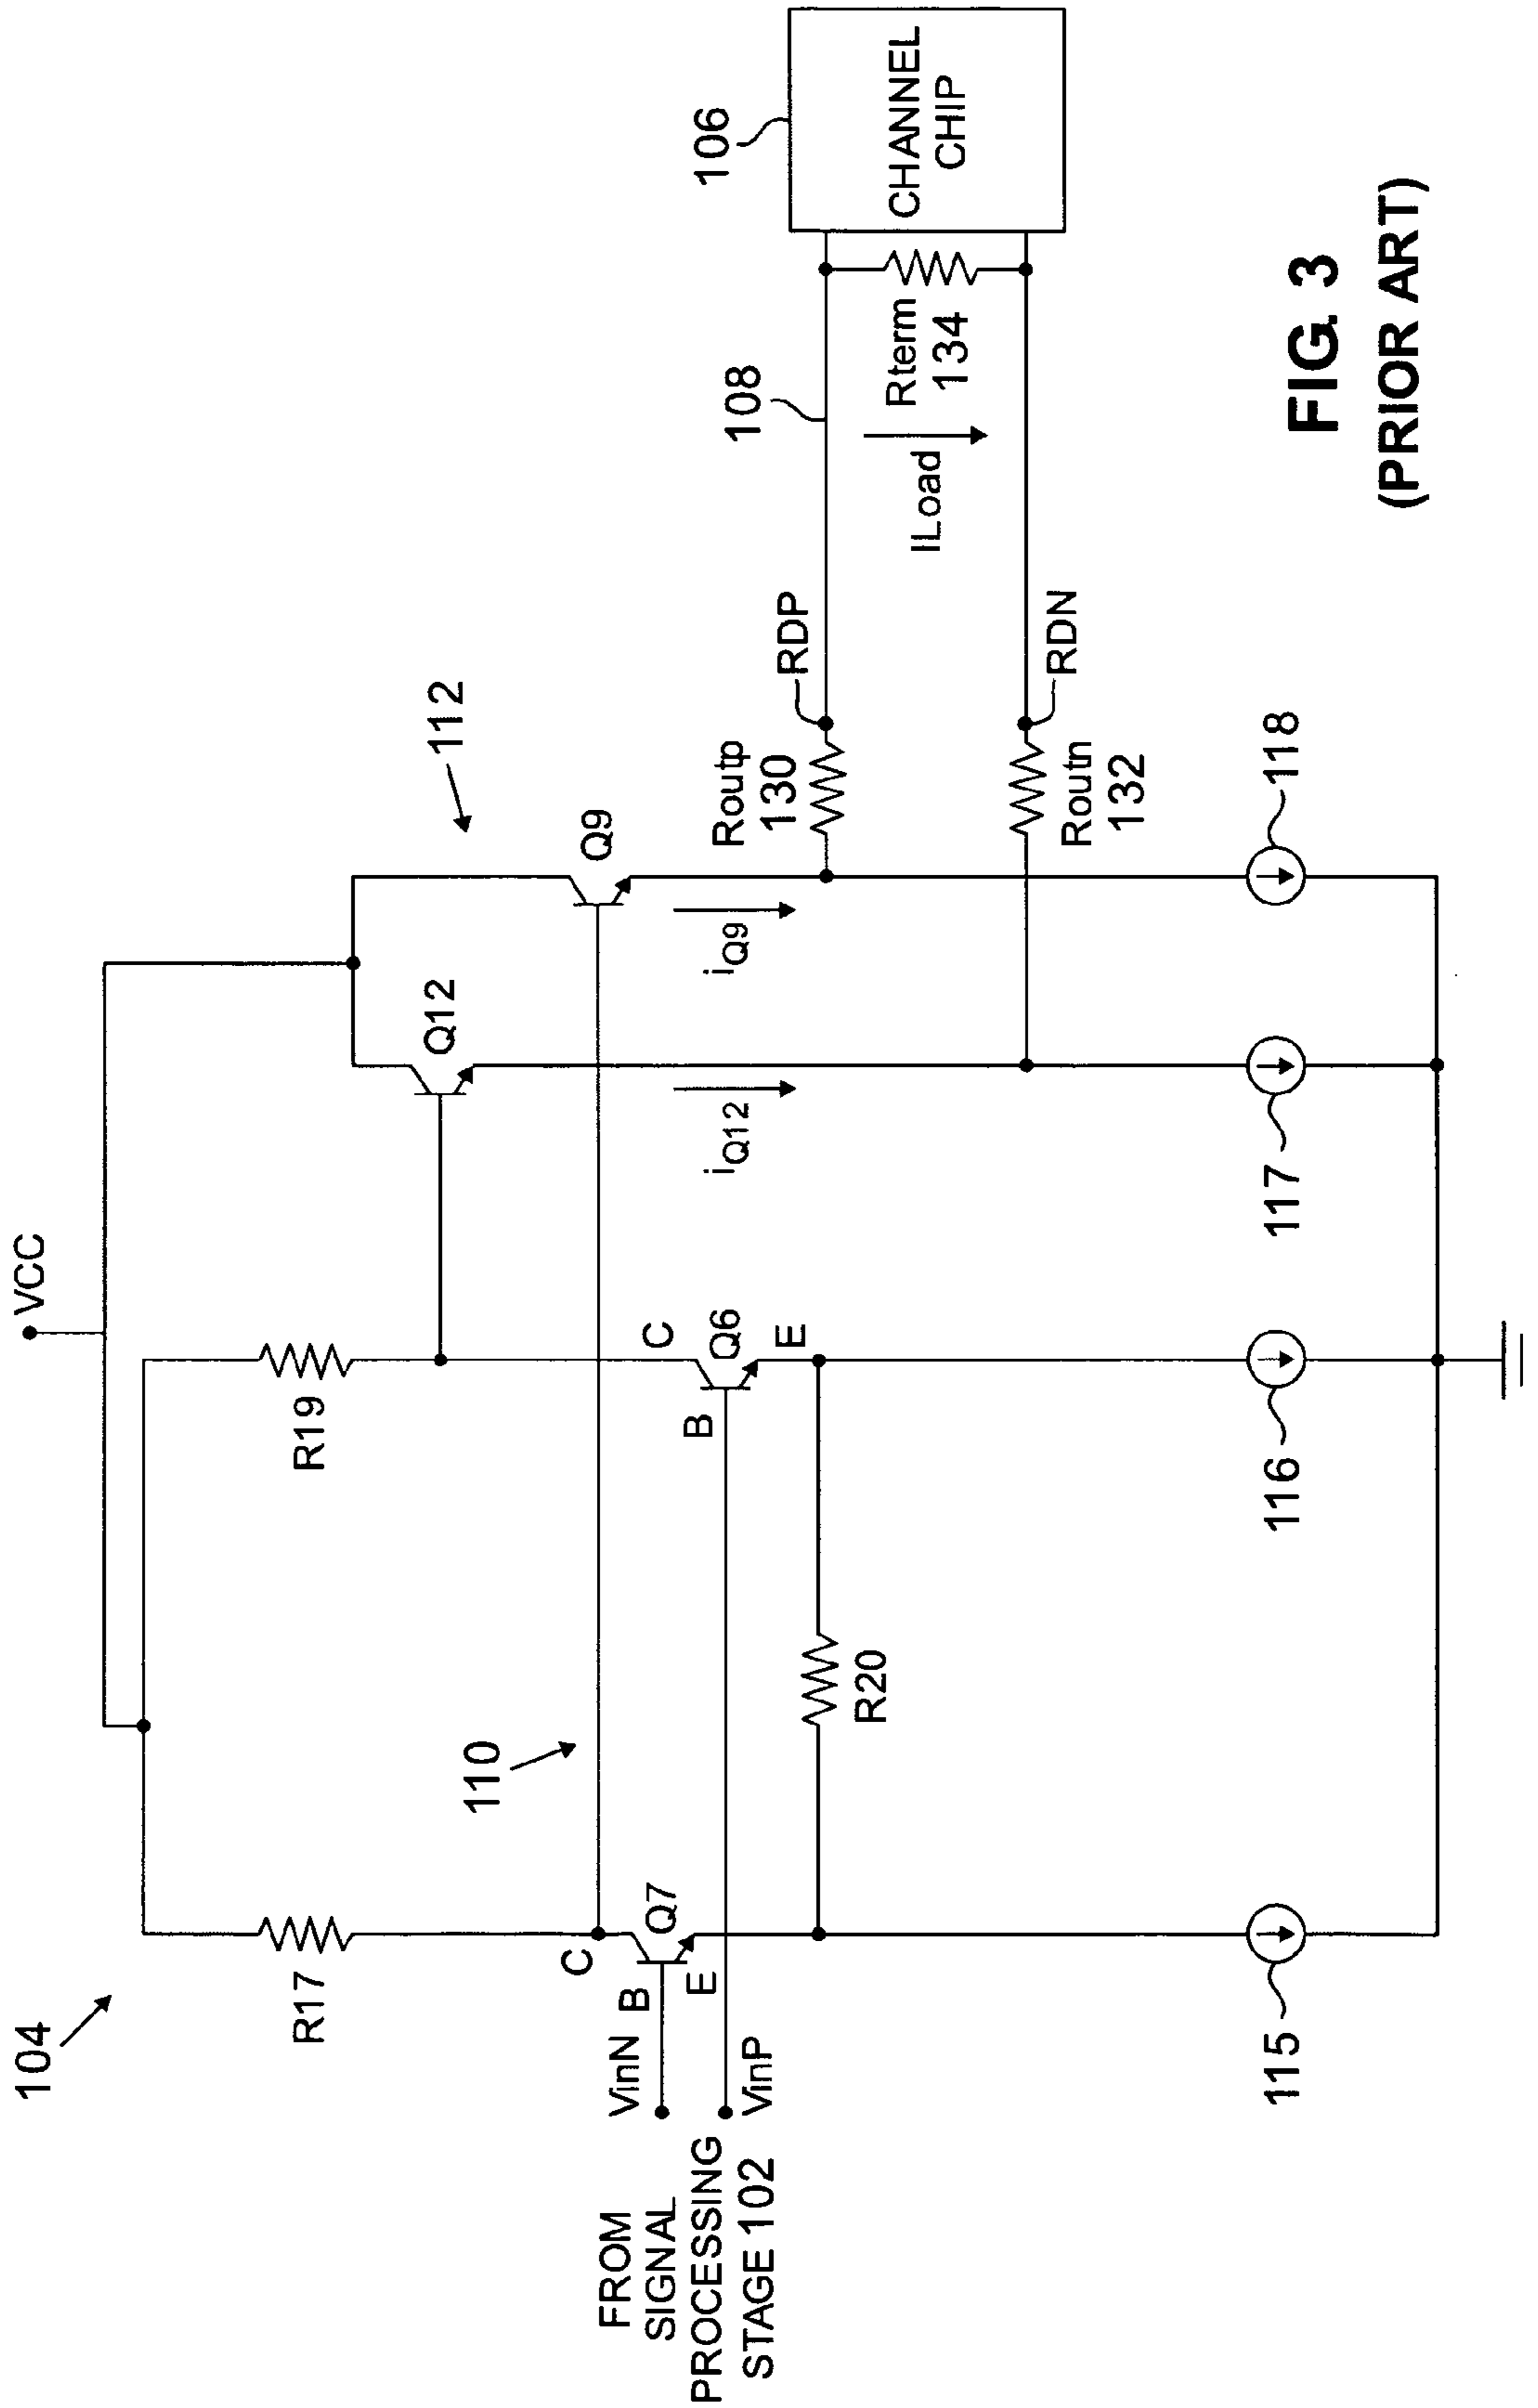 104
VCC
R17
R19
110
Q12
112
Q9
C
B
E
Q7
C
B
Q6
E
VinN
VinP
FROM
SIGNAL
PROCESSING
STAGE 102
R20
iQ12
iQ9
Routp
130
RDP
Routn
132
RDN
108
ILoad
Rterm
134
106
CHANNEL
CHIP
115
116
117
118
FIG. 3
(PRIOR ART)